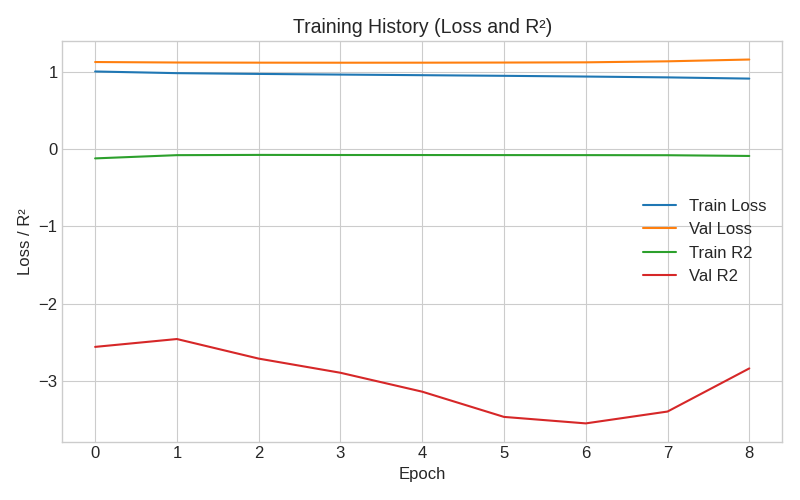 Training History (Loss and R²)
1
0
−1
−2
−3
Loss / R²
Train Loss
Val Loss
Train R2
Val R2
0 1 2 3 4 5 6 7 8
Epoch